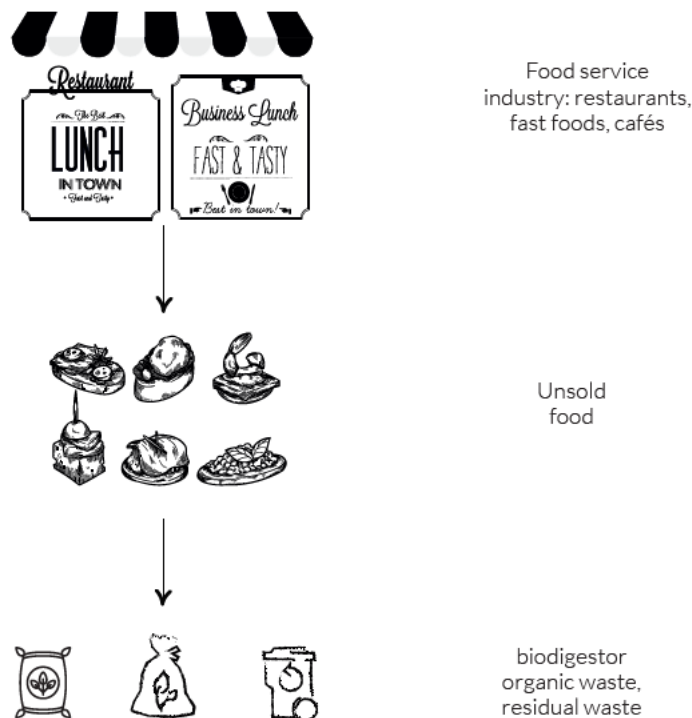 Restaurant
The Best
LUNCH
IN TOWN
Fast and Tasty
Business Lunch
FAST & TASTY
Best in town!
Food service
industry: restaurants,
fast foods, cafés
Unsold
food
biodigestor
organic waste,
residual waste